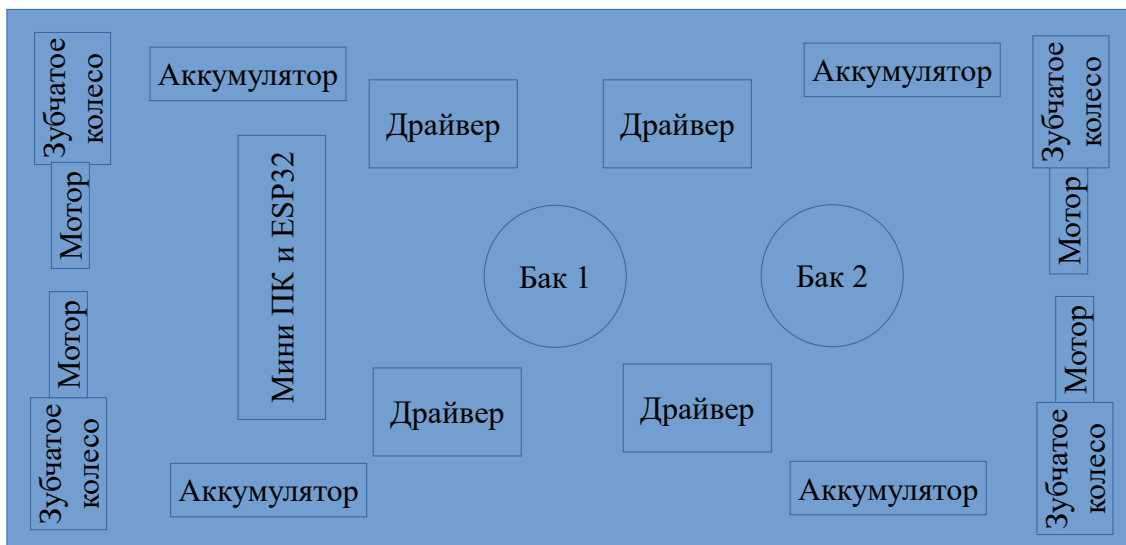 Зубчатое
колесо
Аккумулятор
Аккумулятор
Зубчатое
колесо
Драйвер
Драйвер
Мотор
Мини ПК и ESP32
Мотор
Бак 1
Бак 2
Мотор
Мотор
Драйвер
Драйвер
Зубчатое
колесо
Аккумулятор
Аккумулятор
Зубчатое
колесо